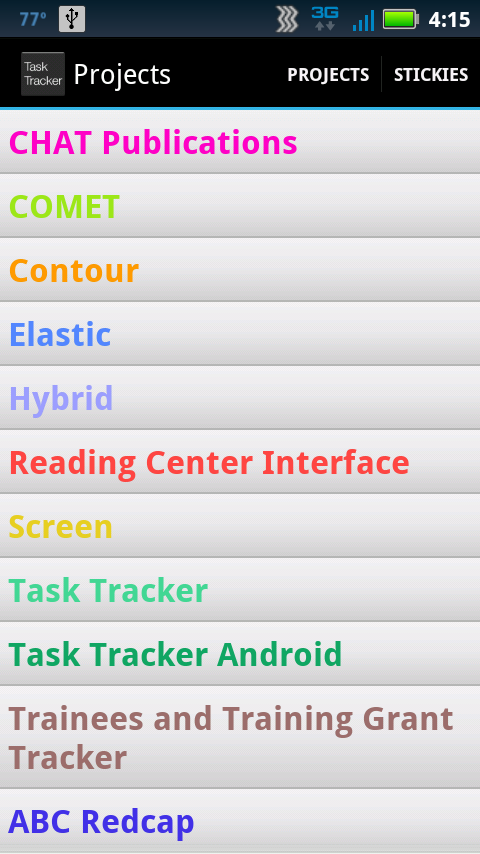 77° 3G 4:15
Task
Tracker
Projects PROJECTS STICKIES
CHAT Publications
COMET
Contour
Elastic
Hybrid
Reading Center Interface
Screen
Task Tracker
Task Tracker Android
Trainees and Training Grant
Tracker
ABC Redcap